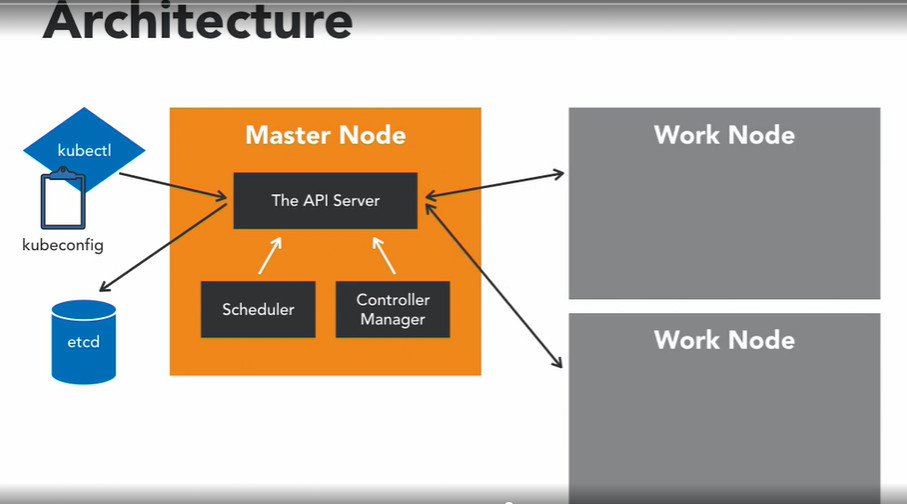 Architecture
kubectl
kubeconfig
etcd
Master Node
The API Server
Scheduler
Controller
Manager
Work Node
Work Node